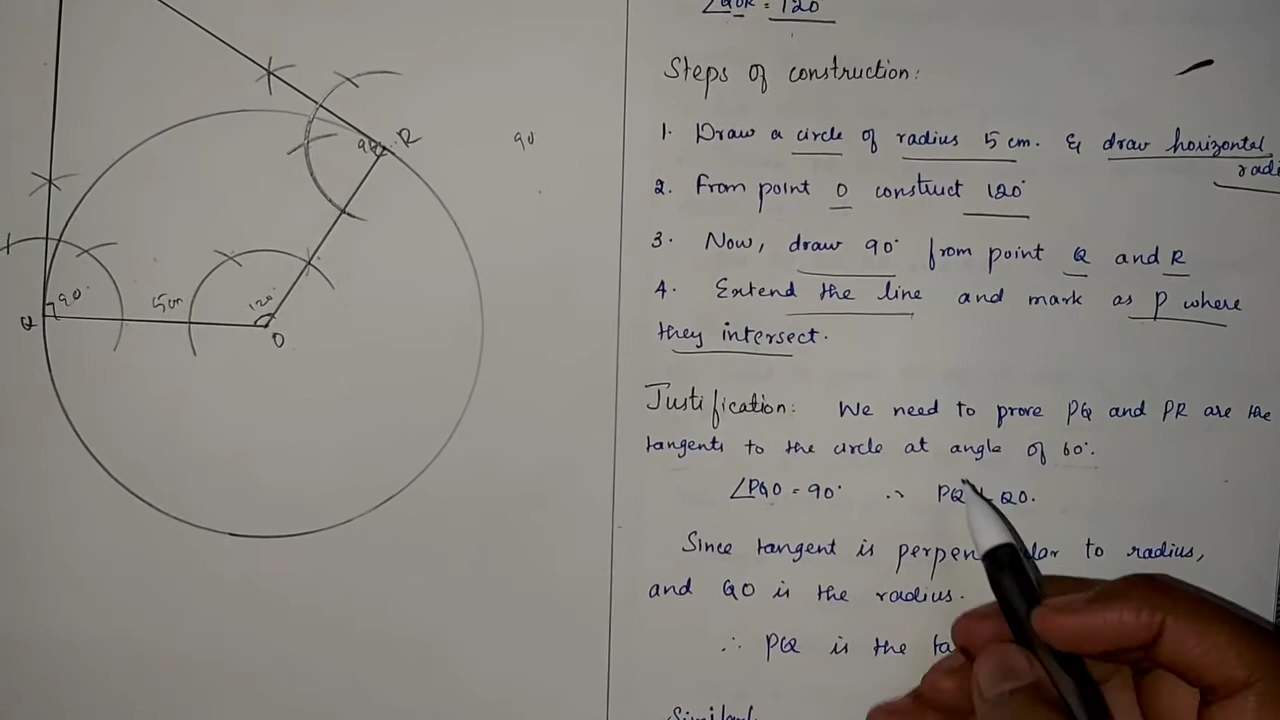 ∠QOR = 120°
Steps of construction:
1. Draw a circle of radius 5 cm. & draw horizontal
radi
2. From point O construct 120°
3. Now, draw 90° from point Q and R
4. Extend the line and mark as P where
they intersect.
Justification: We need to prove PQ and PR are the
tangents to the circle at angle of 60°.
∠PQO = 90° ∴ PQ ⊥ QO.
Since tangent is
to radius,
and QO is the radius.
∴ PQ is the
R
90
90°
5cm
120°
Q
O